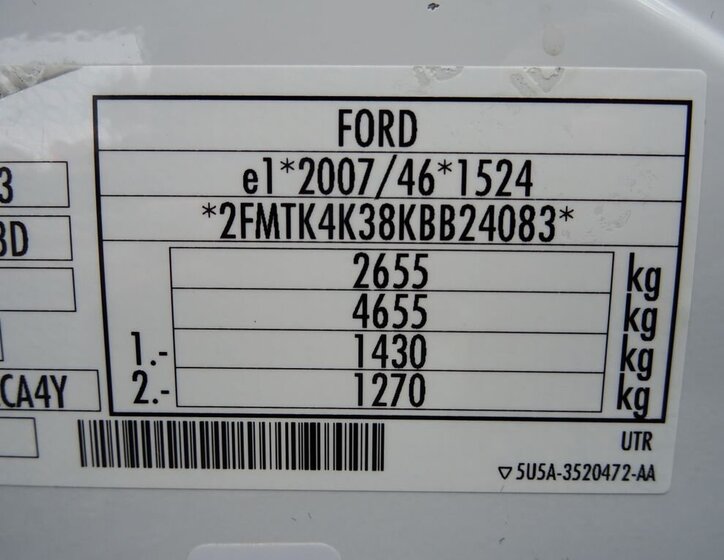 FORD
e1*2007/46*1524
*2FMTK4K38KBB24083*
2655 kg
4655 kg
1.- 1430 kg
2.- 1270 kg
3
3D
CA4Y
UTR
5U5A-3520472-AA